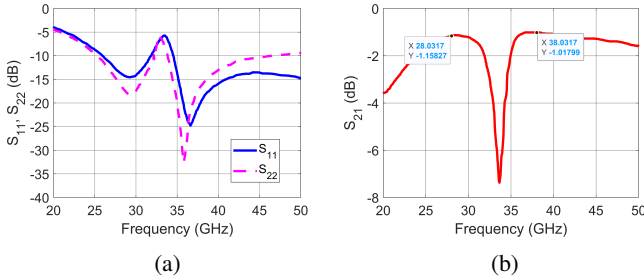 S11, S22 (dB)
0
-5
-10
-15
-20
-25
-30
-35
-40
S11
S22
20 25 30 35 40 45 50
Frequency (GHz)
(a)
S21 (dB)
0
-2
-4
-6
-8
X 28.0317
Y -1.15827
X 38.0317
Y -1.01799
20 25 30 35 40 45 50
Frequency (GHz)
(b)